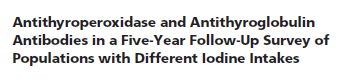 Antithyroperoxidase and Antithyroglobulin
Antibodies in a Five-Year Follow-Up Survey of
Populations with Different Iodine Intakes